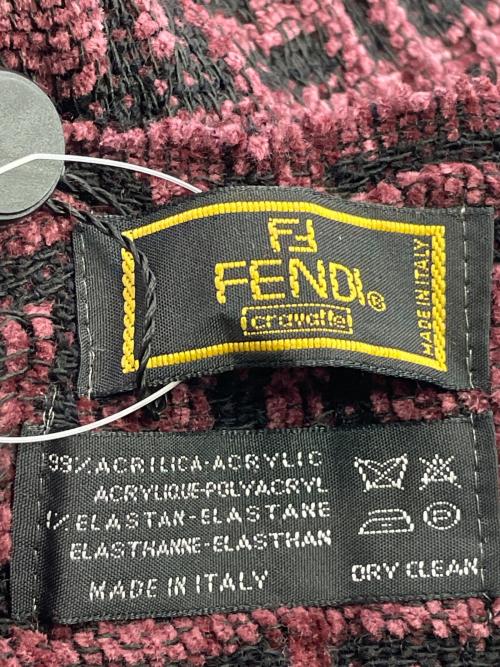 FF
FENDI®
cravatte
MADE IN ITALY
99% ACRILICA-ACRYLIC
ACRYLIQUE-POLYACRYL
1% ELASTAN-ELASTANE
ELASTHANNE-ELASTHAN
MADE IN ITALY
P
DRY CLEAN